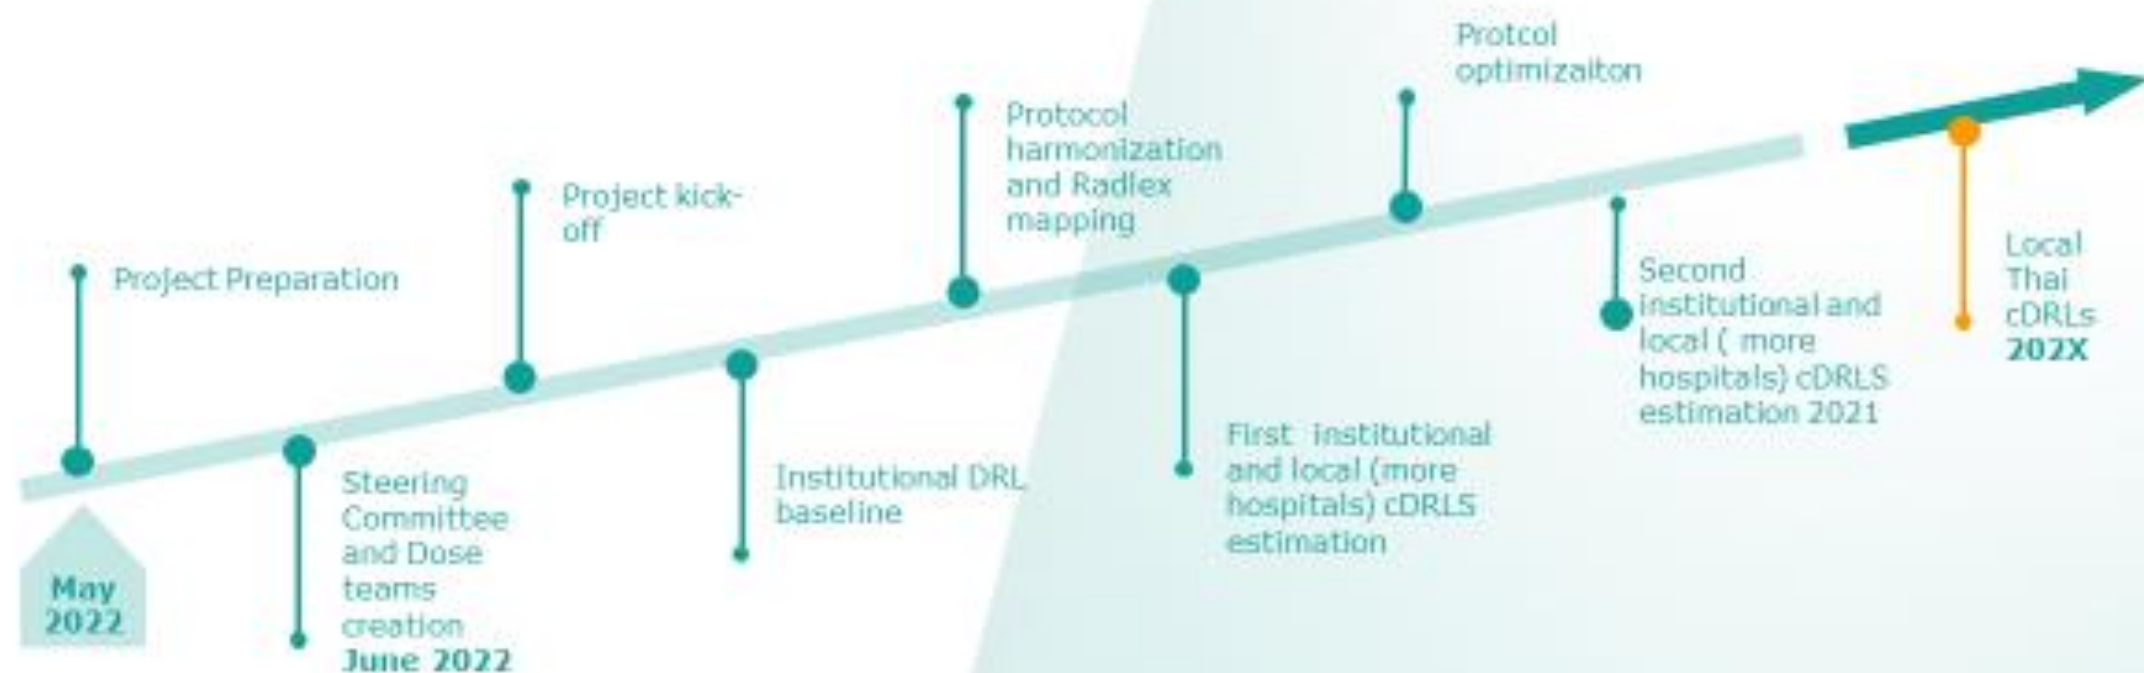 Project Preparation
May
2022
Steering
Committee
and Dose
teams
creation
June 2022
Project kick-
off
Institutional DRL
baseline
Protocol
harmonization
and Radlex
mapping
First institutional
and local (more
hospitals) cDRLS
estimation
Protcol
optimizaiton
Second
institutional and
local ( more
hospitals) cDRLS
estimation 2021
Local
Thai
cDRLs
202X